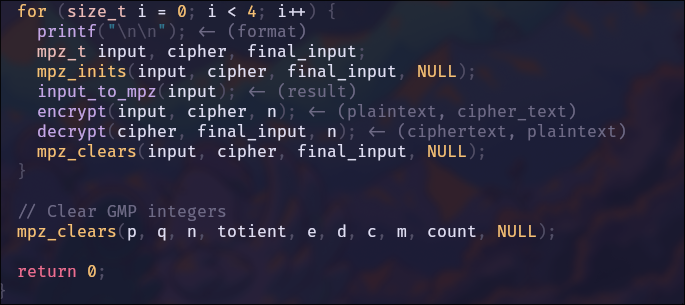 for (size_t i = 0; i < 4; i++) {
printf("\n\n"); <- (format)
mpz_t input, cipher, final_input;
mpz_inits(input, cipher, final_input, NULL);
input_to_mpz(input); <- (result)
encrypt(input, cipher, n); <- (plaintext, cipher_text)
decrypt(cipher, final_input, n); <- (ciphertext, plaintext)
mpz_clears(input, cipher, final_input, NULL);
}
// Clear GMP integers
mpz_clears(p, q, n, totient, e, d, c, m, count, NULL);
return 0;
}